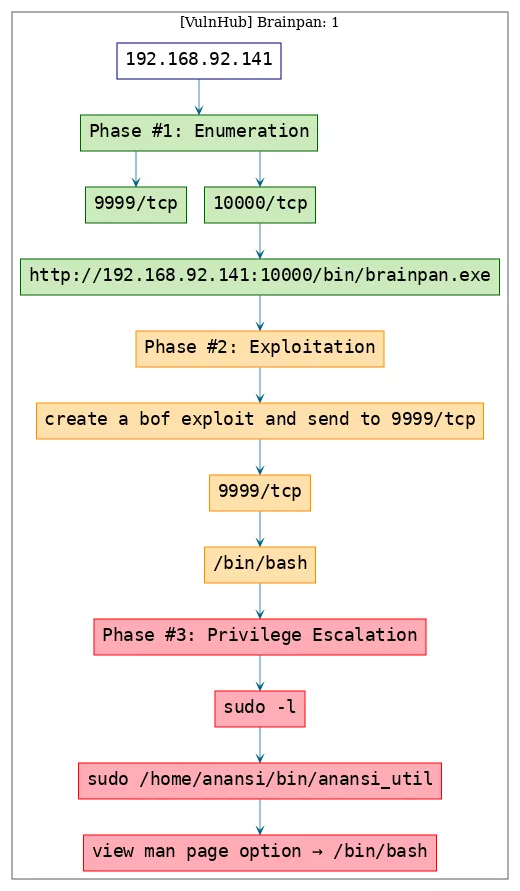 [VulnHub] Brainpan: 1
192.168.92.141
Phase #1: Enumeration
9999/tcp
10000/tcp
http://192.168.92.141:10000/bin/brainpan.exe
Phase #2: Exploitation
create a bof exploit and send to 9999/tcp
9999/tcp
/bin/bash
Phase #3: Privilege Escalation
sudo -l
sudo /home/anansi/bin/anansi_util
view man page option → /bin/bash